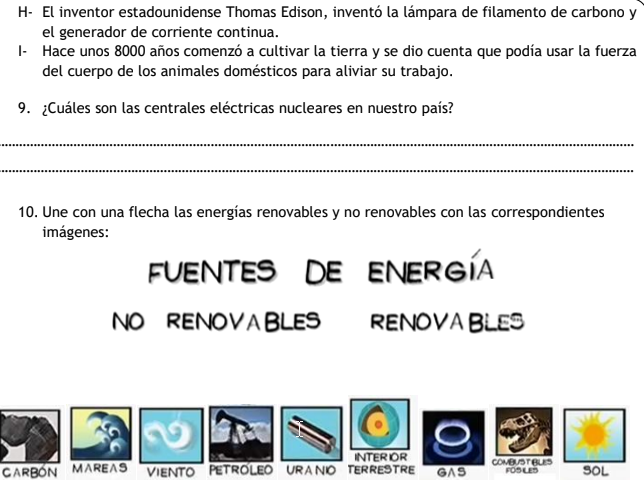 H- El inventor estadounidense Thomas Edison, inventó la lámpara de filamento de carbono y
el generador de corriente continua.
I- Hace unos 8000 años comenzó a cultivar la tierra y se dio cuenta que podía usar la fuerza
del cuerpo de los animales domésticos para aliviar su trabajo.
9. ¿Cuáles son las centrales eléctricas nucleares en nuestro país?
10. Une con una flecha las energías renovables y no renovables con las correspondientes
imágenes:
FUENTES DE ENERGÍA
NO RENOVABLES RENOVABLES
CARBÓN MAREAS VIENTO PETRÓLEO URANIO INTERIOR TERRESTRE GAS COMBUSTIBLES FÓSILES SOL